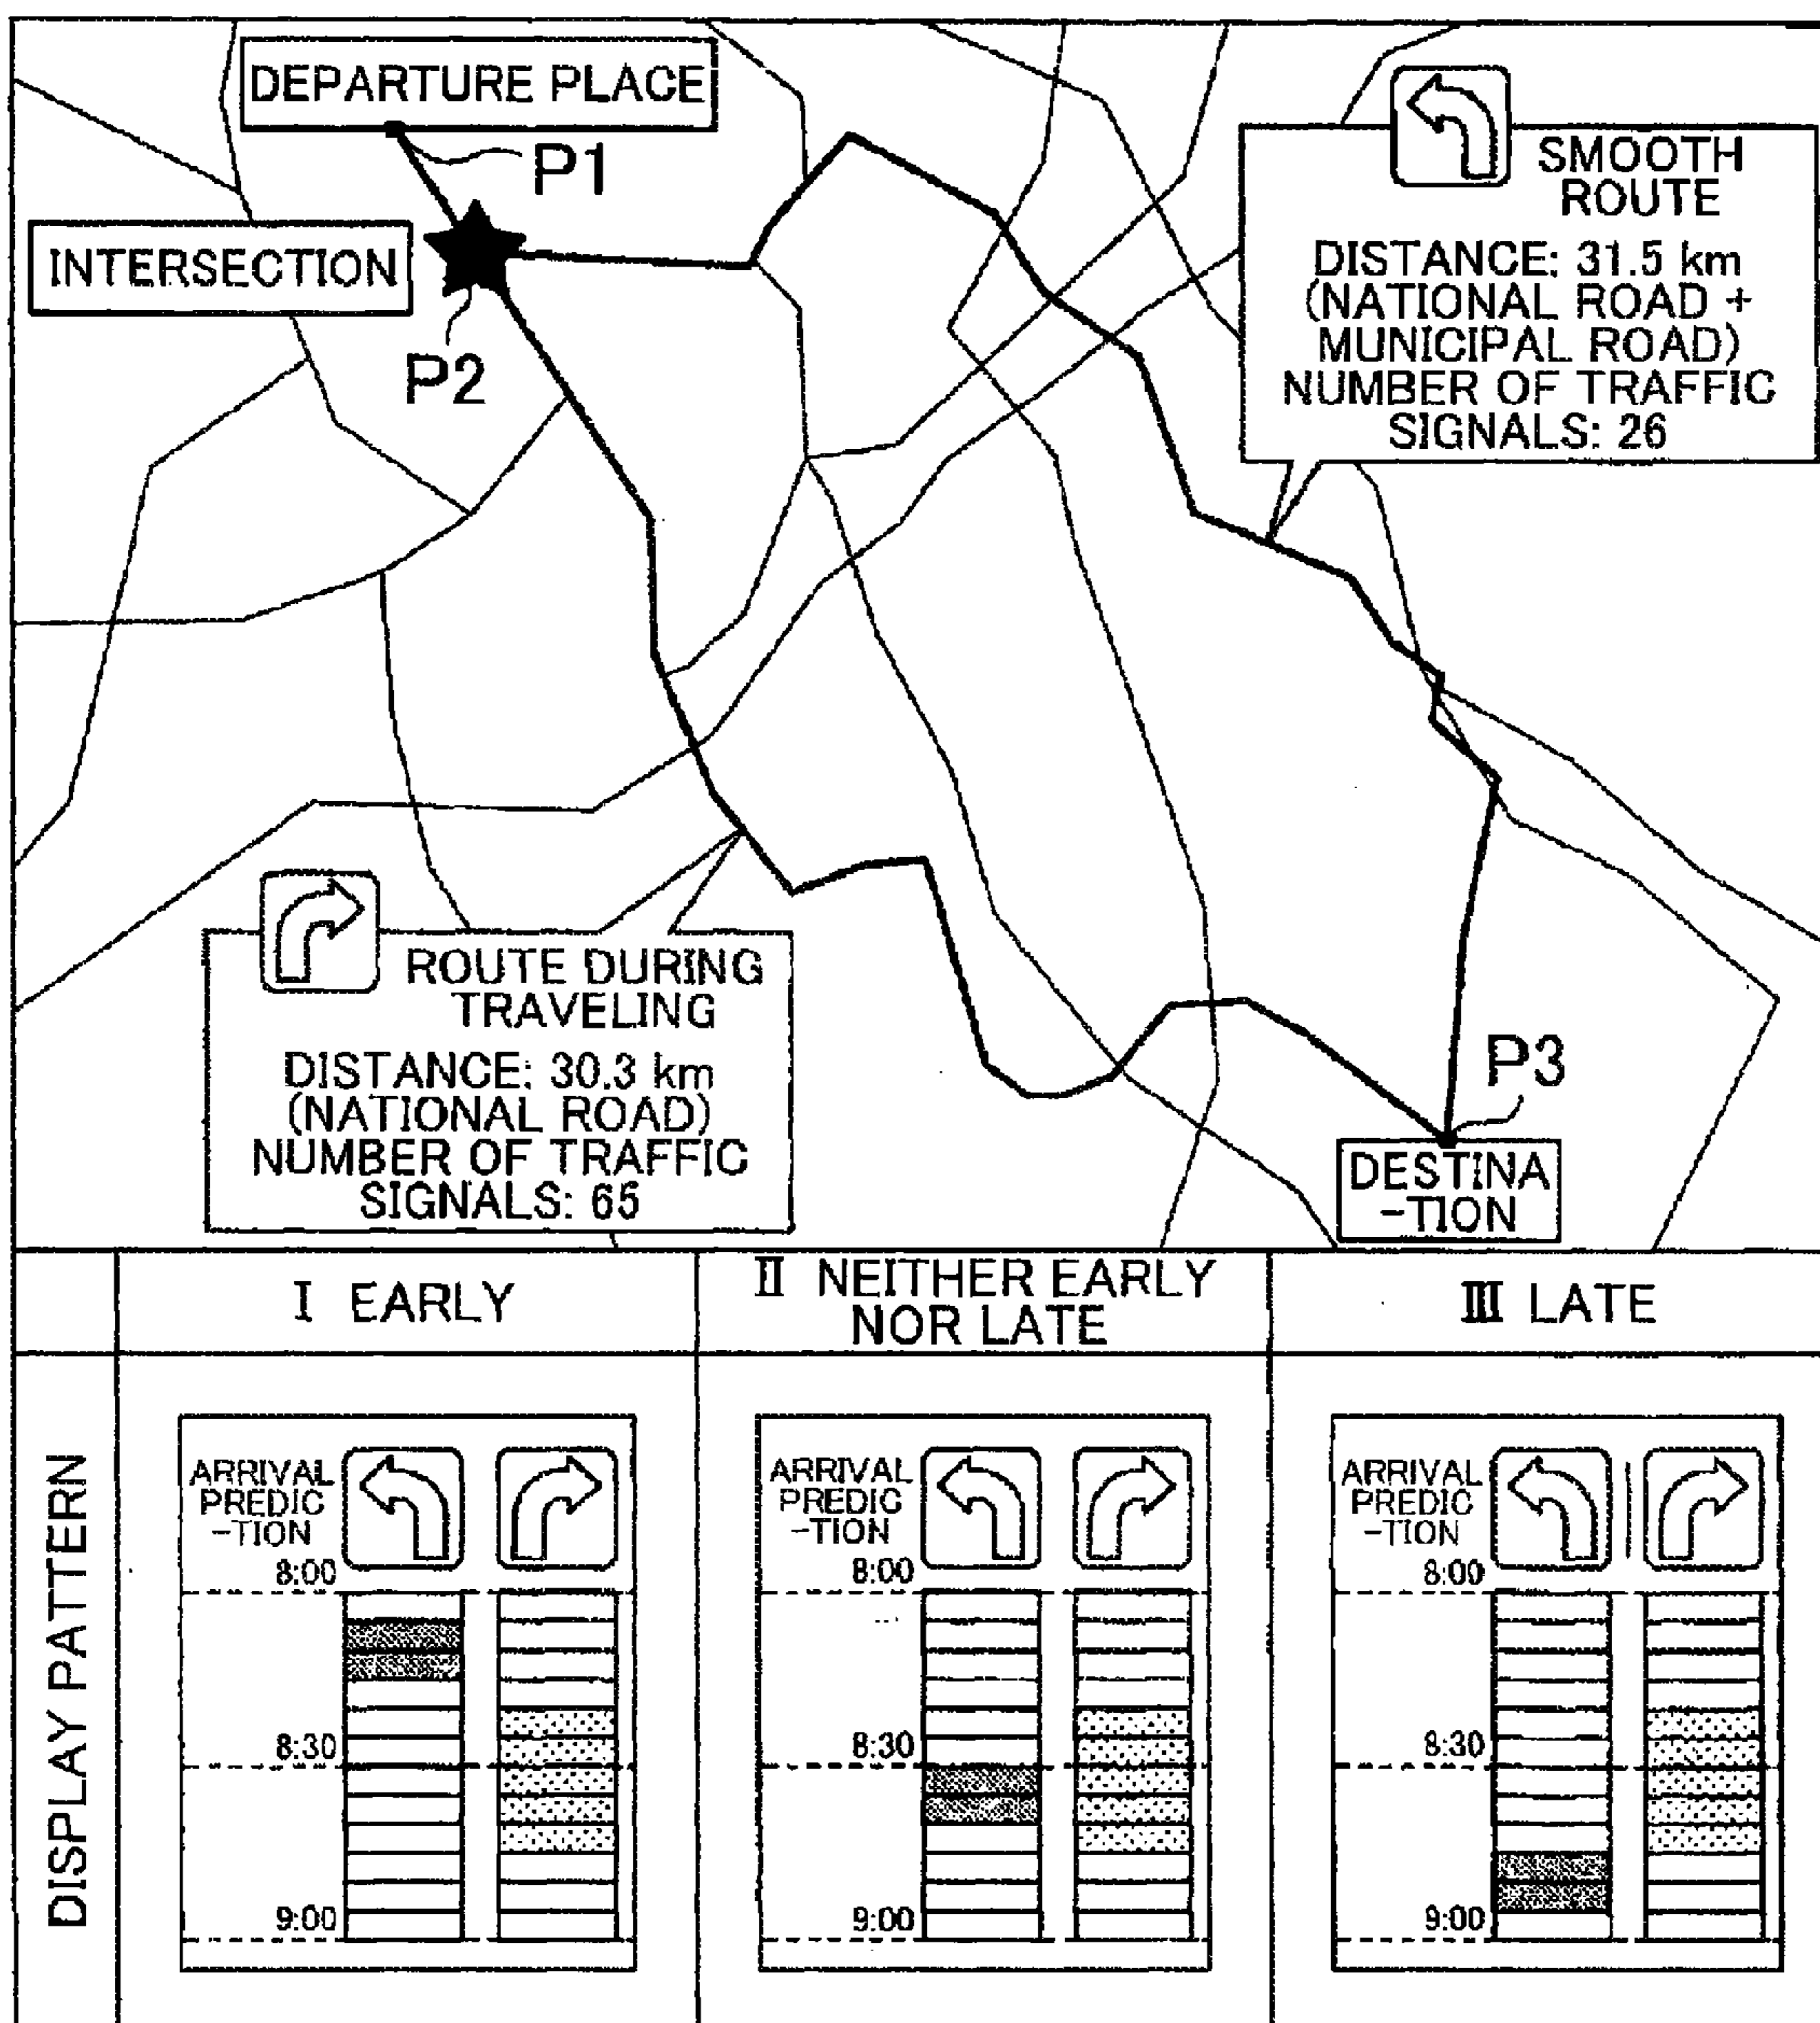 DEPARTURE PLACE
P1
INTERSECTION
P2
SMOOTH
ROUTE
DISTANCE: 31.5 km
(NATIONAL ROAD +
MUNICIPAL ROAD)
NUMBER OF TRAFFIC
SIGNALS: 26
ROUTE DURING
TRAVELING
DISTANCE: 30.3 km
(NATIONAL ROAD)
NUMBER OF TRAFFIC
SIGNALS: 65
P3
DESTINA
-TION
I EARLY
II NEITHER EARLY
NOR LATE
III LATE
DISPLAY PATTERN
ARRIVAL
PREDIC
-TION
8:00
8:30
9:00
ARRIVAL
PREDIC
-TION
8:00
8:30
9:00
ARRIVAL
PREDIC
-TION
8:00
8:30
9:00